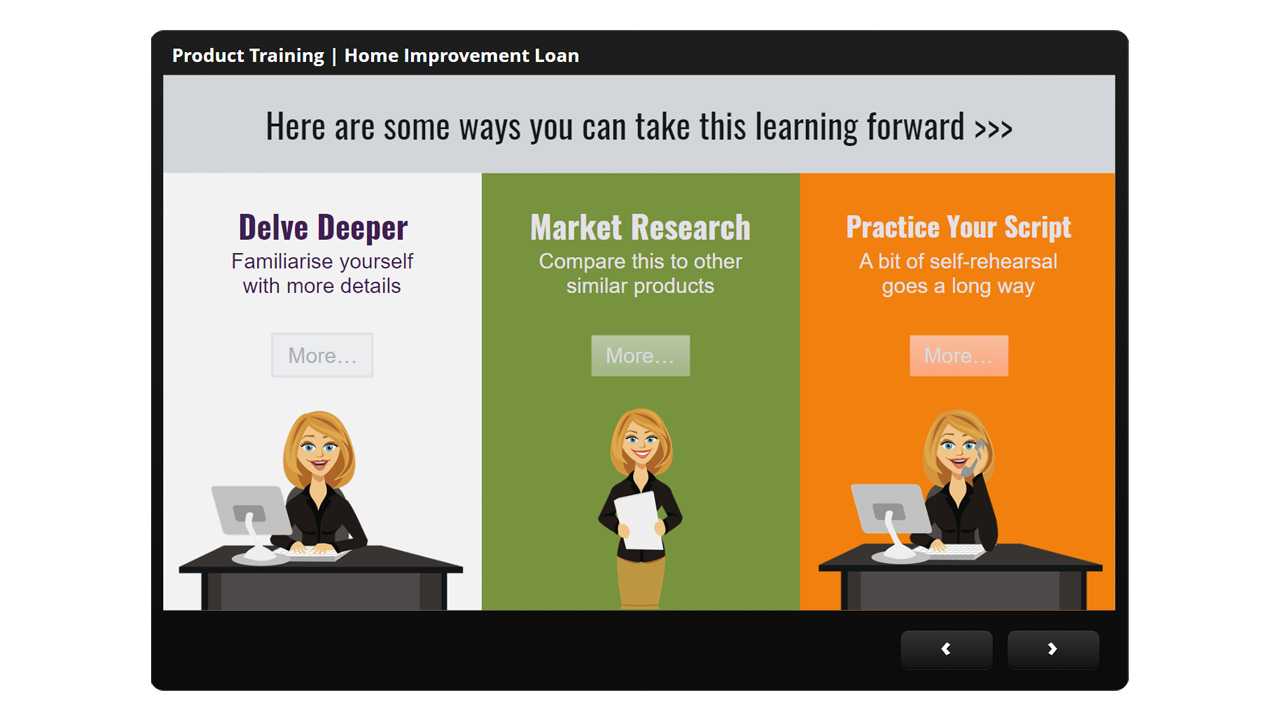 Product Training | Home Improvement Loan
Here are some ways you can take this learning forward >>>
Delve Deeper
Familiarise yourself
with more details
More…
Market Research
Compare this to other
similar products
More…
Practice Your Script
A bit of self-rehearsal
goes a long way
More…